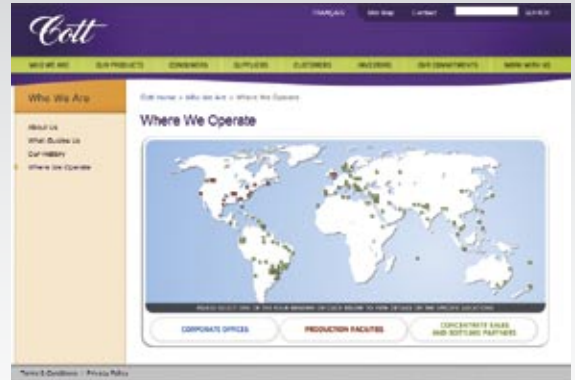 FRANÇAIS Site Map Contact SEARCH
Cott
WHO WE ARE OUR PRODUCTS CONSUMERS SUPPLIERS CUSTOMERS INVESTORS OUR COMMITMENTS WORK WITH US
Who We Are
Cott Home > Who We Are > Where We Operate
Where We Operate
About Us
What Guides Us
Our History
Where We Operate
CORPORATE OFFICES
PRODUCTION FACILITIES
CONCENTRATE SALES
AND BOTTLING PARTNERS
Terms & Conditions | Privacy Policy